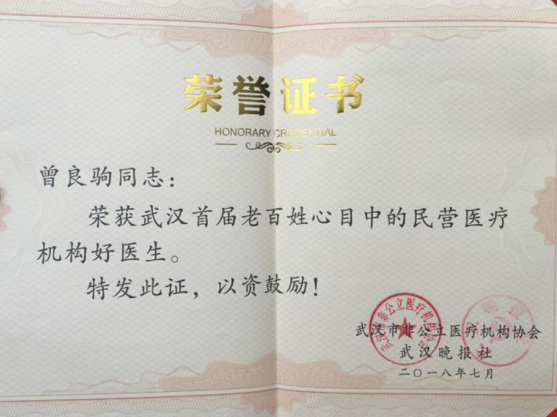 荣誉证书
HONORARY CREDENTIAL
曾良驹同志：
荣获武汉首届老百姓心目中的民营医疗
机构好医生。
特发此证，以资鼓励！
武汉市非公立医疗机构协会
武汉晚报社
二〇一八年七月